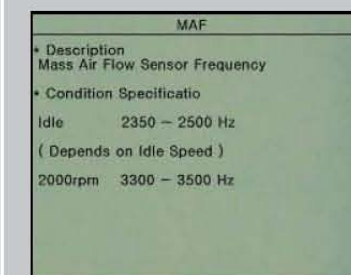 MAF
• Description
Mass Air Flow Sensor Frequency
• Condition Specificatio
Idle 2350 – 2500 Hz
( Depends on Idle Speed )
2000rpm 3300 – 3500 Hz